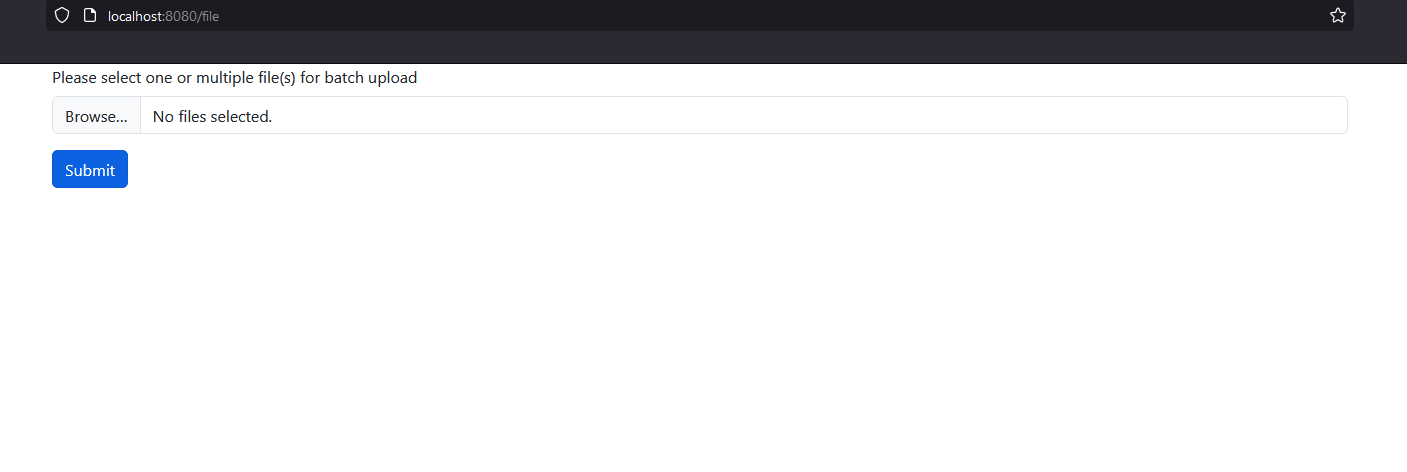 localhost:8080/file
Please select one or multiple file(s) for batch upload
Browse... No files selected.
Submit